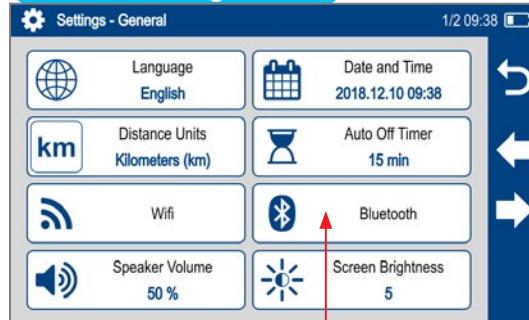 Settings - General
1/2 09:38
Language
English
Date and Time
2018.12.10 09:38
km
Distance Units
Kilometers (km)
Auto Off Timer
15 min
Wifi
Bluetooth
Speaker Volume
50 %
Screen Brightness
5